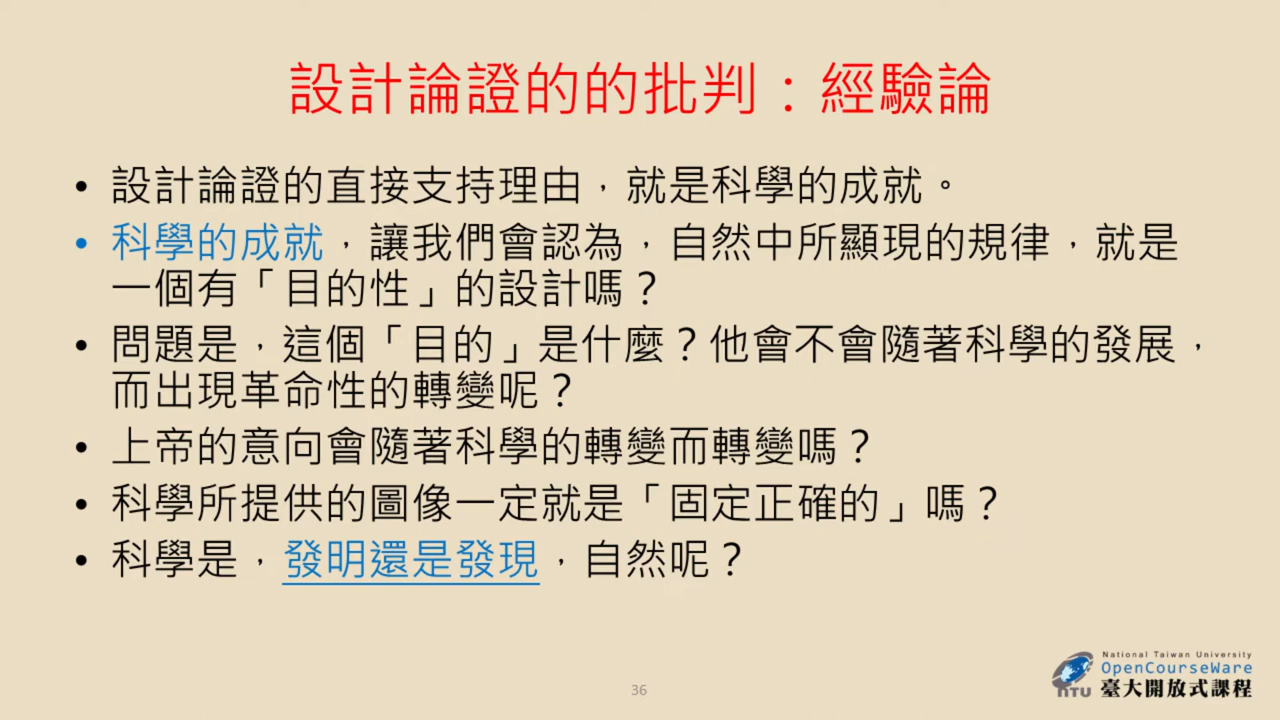 設計論證的的批判：經驗論
• 設計論證的直接支持理由，就是科學的成就。
• 科學的成就，讓我們會認為，自然中所顯現的規律，就是
一個有「目的性」的設計嗎？
• 問題是，這個「目的」是什麼？他會不會隨著科學的發展，
而出現革命性的轉變呢？
• 上帝的意向會隨著科學的轉變而轉變嗎？
• 科學所提供的圖像一定就是「固定正確的」嗎？
• 科學是，發明還是發現，自然呢？
36
National Taiwan University
OpenCourseWare
NTU 臺大開放式課程